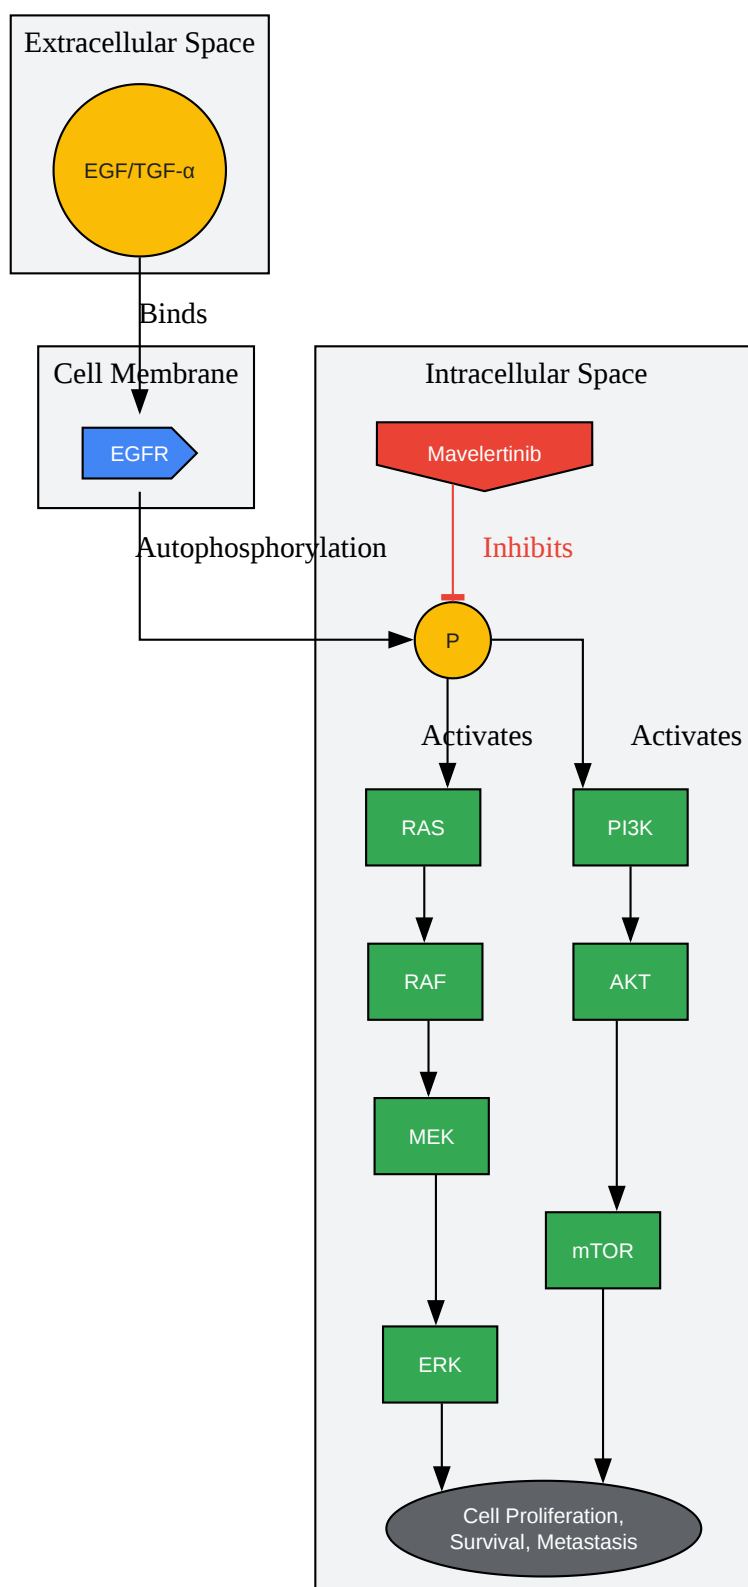 Extracellular Space
EGF/TGF-α
Binds
Cell Membrane
EGFR
Autophosphorylation
Intracellular Space
Mavelertinib
Inhibits
P
Activates
Activates
RAS
PI3K
RAF
AKT
MEK
mTOR
ERK
Cell Proliferation,
Survival, Metastasis